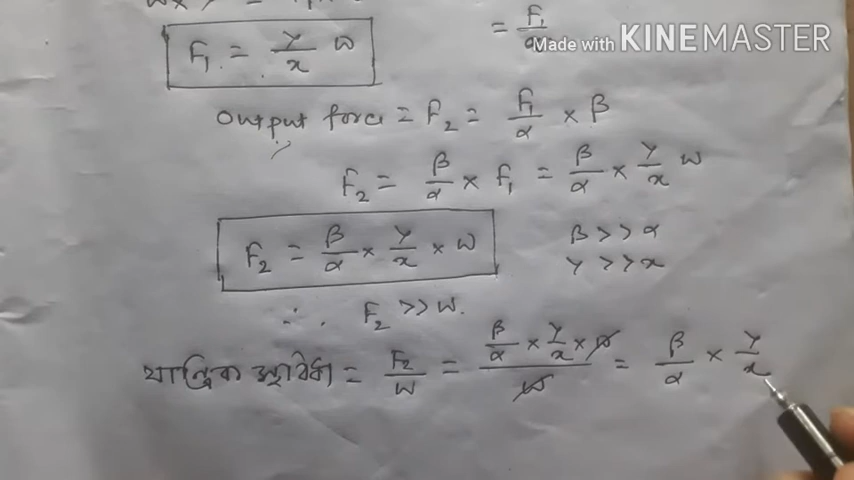 = F₁
α
Made with KINEMASTER
F₁ = y/x W
Output force = F₂ = F₁/α × β
F₂ = β/α × F₁ = β/α × y/x W
F₂ = β/α × y/x × W
β >> α
y >> x
∴ F₂ >> W.
যান্ত্রিক সুবিধা = F₂/W = β/α × y/x × W / W = β/α × y/x